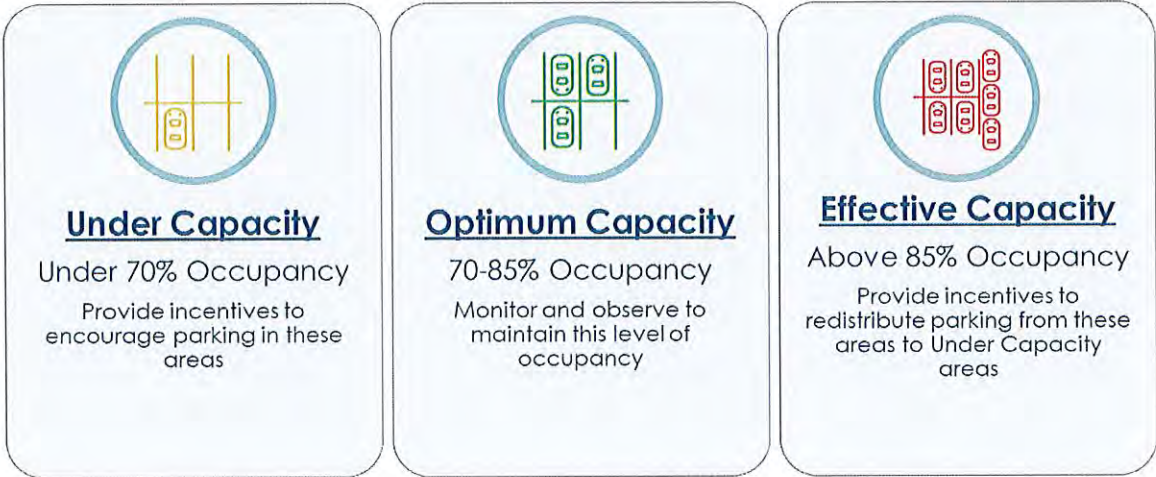 Under Capacity
Under 70% Occupancy
Provide incentives to
encourage parking in these
areas
Optimum Capacity
70-85% Occupancy
Monitor and observe to
maintain this level of
occupancy
Effective Capacity
Above 85% Occupancy
Provide incentives to
redistribute parking from these
areas to Under Capacity
areas